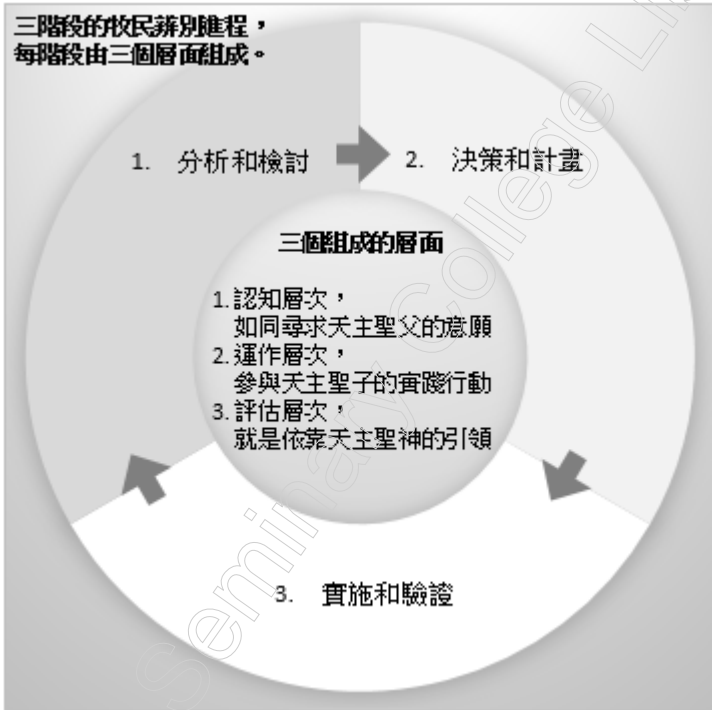 三階段的牧民辨別進程，
每階段由三個層面組成。
1. 分析和檢討
2. 決策和計畫
三個組成的層面
1. 認知層次，
如同尋求天主聖父的意願
2. 運作層次，
參與天主聖子的實踐行動
3. 評估層次，
就是依靠天主聖神的引領
3. 實施和驗證
Seminary College Li